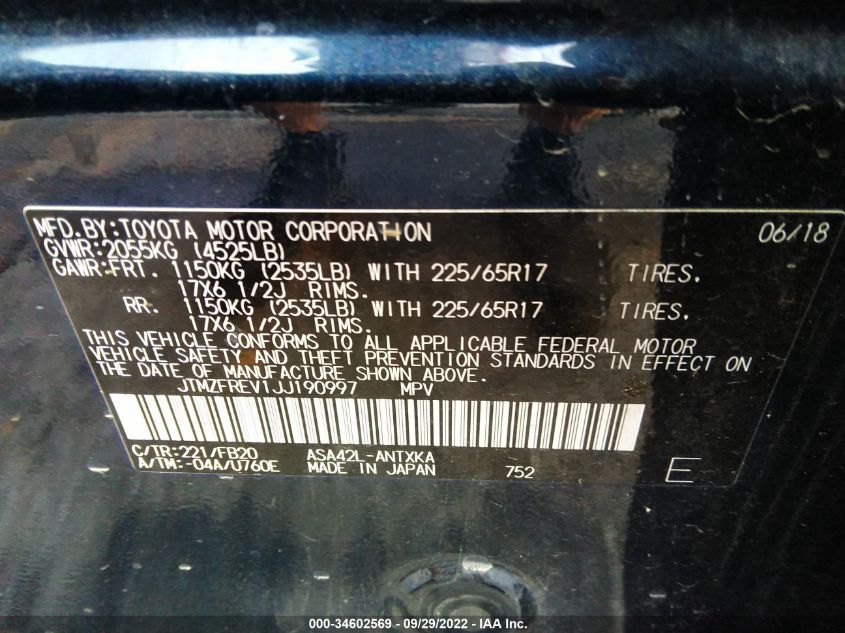 MFD.BY:TOYOTA MOTOR CORPORATION 06/18
GVWR:2055KG (4525LB)
GAWR:FRT. 1150KG (2535LB) WITH 225/65R17 TIRES.
17X6 1/2J RIMS.
RR. 1150KG (2535LB) WITH 225/65R17 TIRES.
17X6 1/2J RIMS.
THIS VEHICLE CONFORMS TO ALL APPLICABLE FEDERAL MOTOR
VEHICLE SAFETY AND THEFT PREVENTION STANDARDS IN EFFECT ON
THE DATE OF MANUFACTURE SHOWN ABOVE.
JTMZFREV1JJ190997 MPV
C/TR:221/FB20 ASA42L-ANTXKA
A/TM:-04A/U760E MADE IN JAPAN 752 E
000-34602569 - 09/29/2022 - IAA Inc.